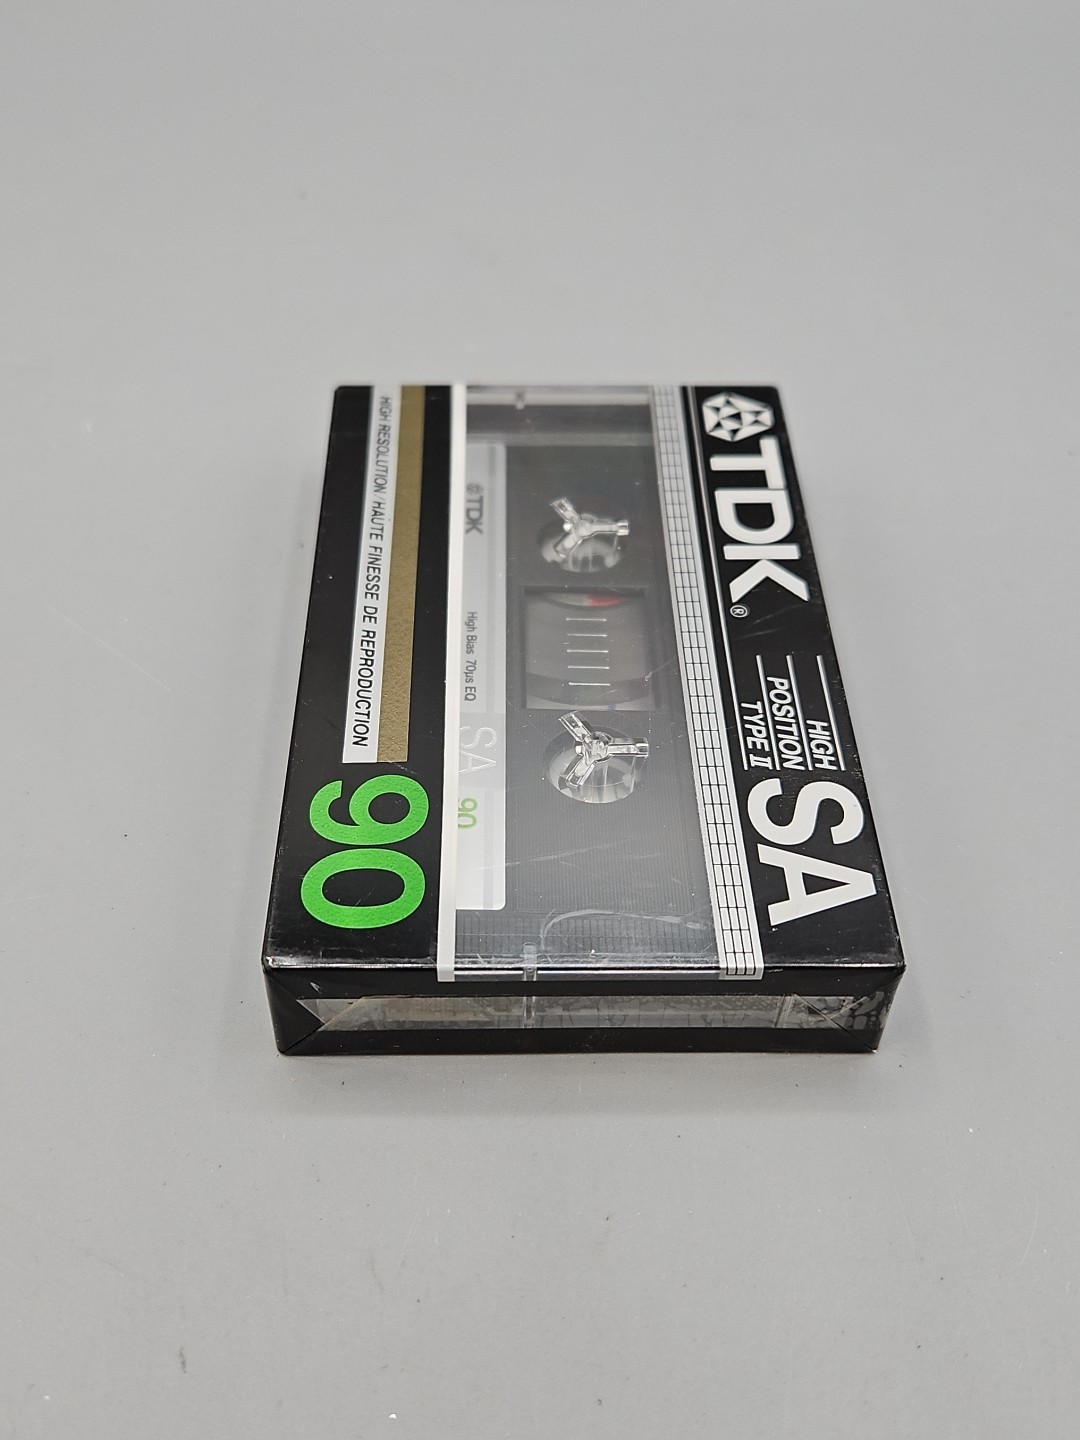 TDK®
HIGH
POSITION
TYPE II
SA
TDK
High Bias 70µs EQ
SA
90
HIGH RESOLUTION/HAUTE FINESSE DE REPRODUCTION
90